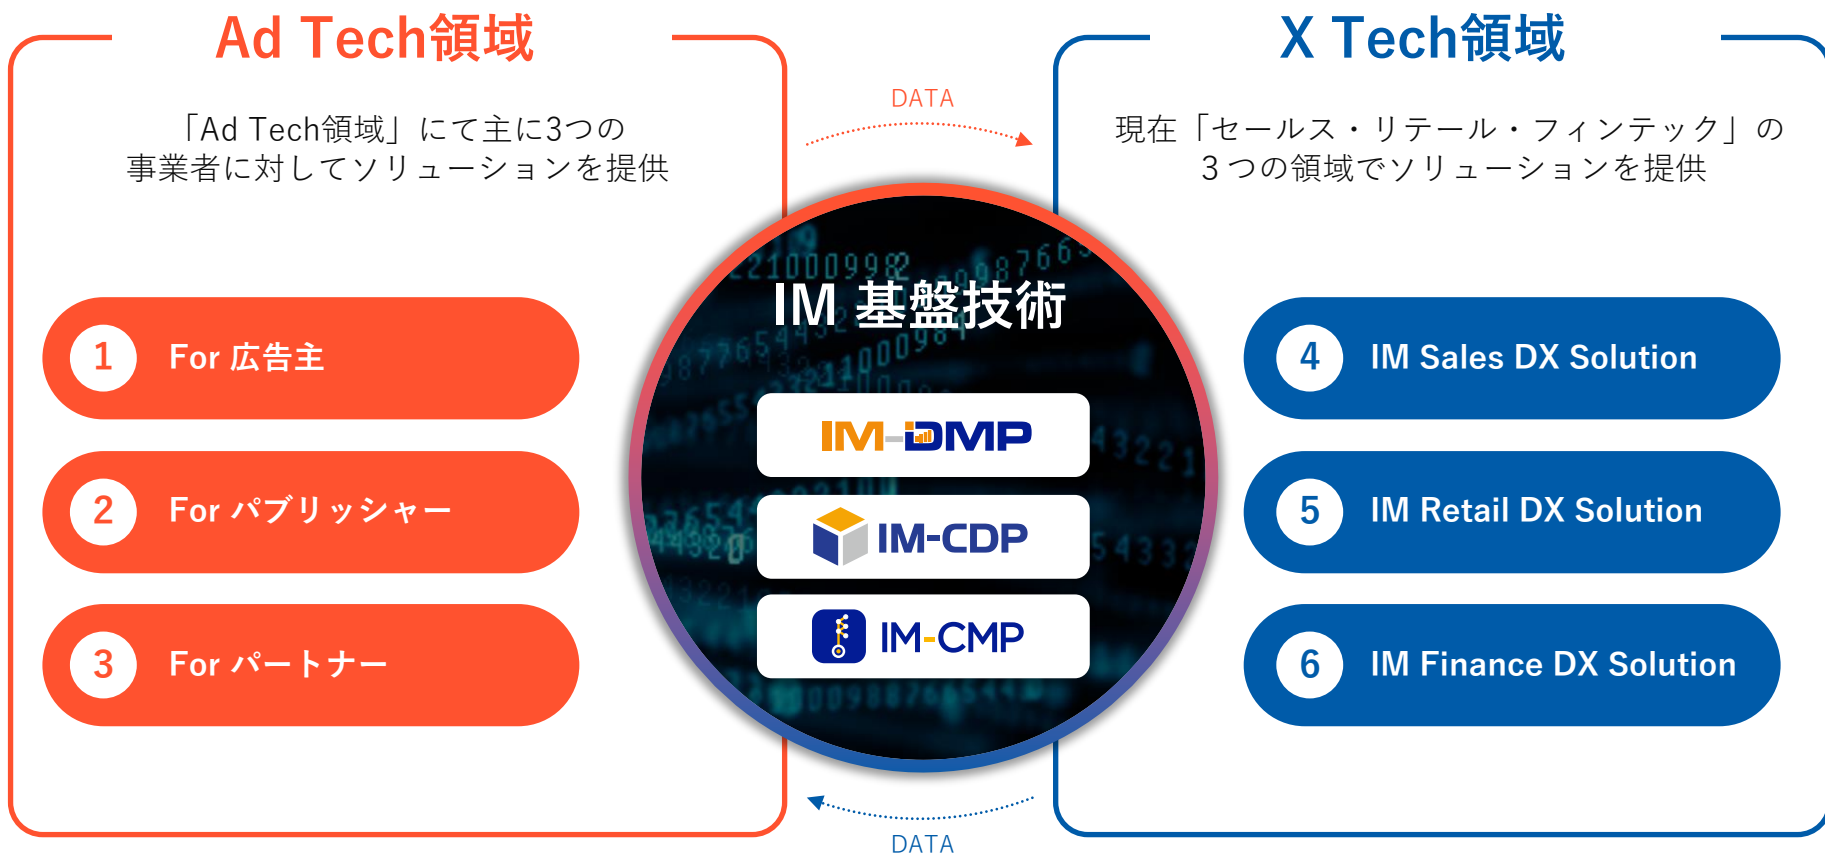 Ad Tech領域
「Ad Tech領域」にて主に3つの
事業者に対してソリューションを提供
1 For 広告主
2 For パブリッシャー
3 For パートナー
DATA
IM 基盤技術
IM-DMP
IM-CDP
IM-CMP
DATA
X Tech領域
現在「セールス・リテール・フィンテック」の
３つの領域でソリューションを提供
4 IM Sales DX Solution
5 IM Retail DX Solution
6 IM Finance DX Solution